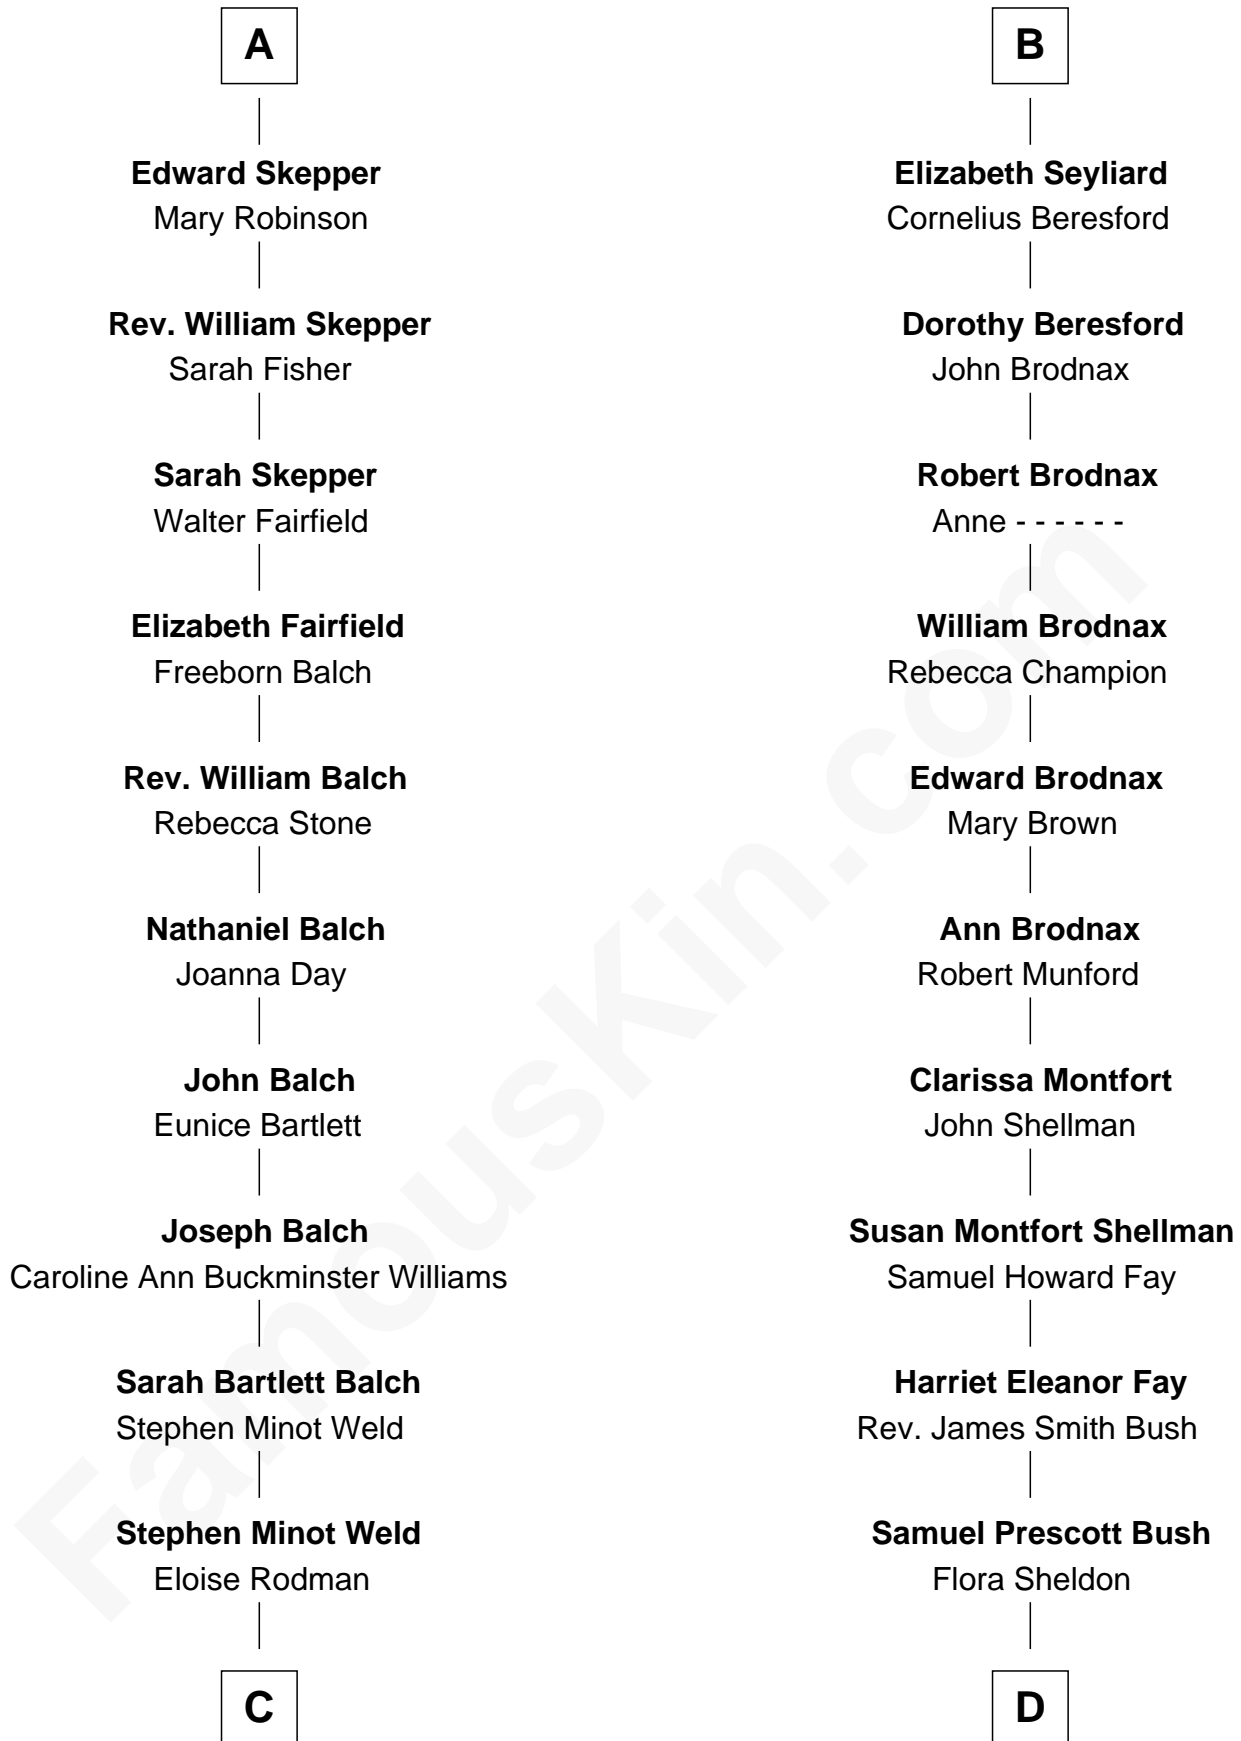 A
Edward Skepper
Mary Robinson
Rev. William Skepper
Sarah Fisher
Sarah Skepper
Walter Fairfield
Elizabeth Fairfield
Freeborn Balch
Rev. William Balch
Rebecca Stone
Nathaniel Balch
Joanna Day
John Balch
Eunice Bartlett
Joseph Balch
Caroline Ann Buckminster Williams
Sarah Bartlett Balch
Stephen Minot Weld
Stephen Minot Weld
Eloise Rodman
C
B
Elizabeth Seyliard
Cornelius Beresford
Dorothy Beresford
John Brodnax
Robert Brodnax
Anne - - - - - -
William Brodnax
Rebecca Champion
Edward Brodnax
Mary Brown
Ann Brodnax
Robert Munford
Clarissa Montfort
John Shellman
Susan Montfort Shellman
Samuel Howard Fay
Harriet Eleanor Fay
Rev. James Smith Bush
Samuel Prescott Bush
Flora Sheldon
D
FamousKin.com